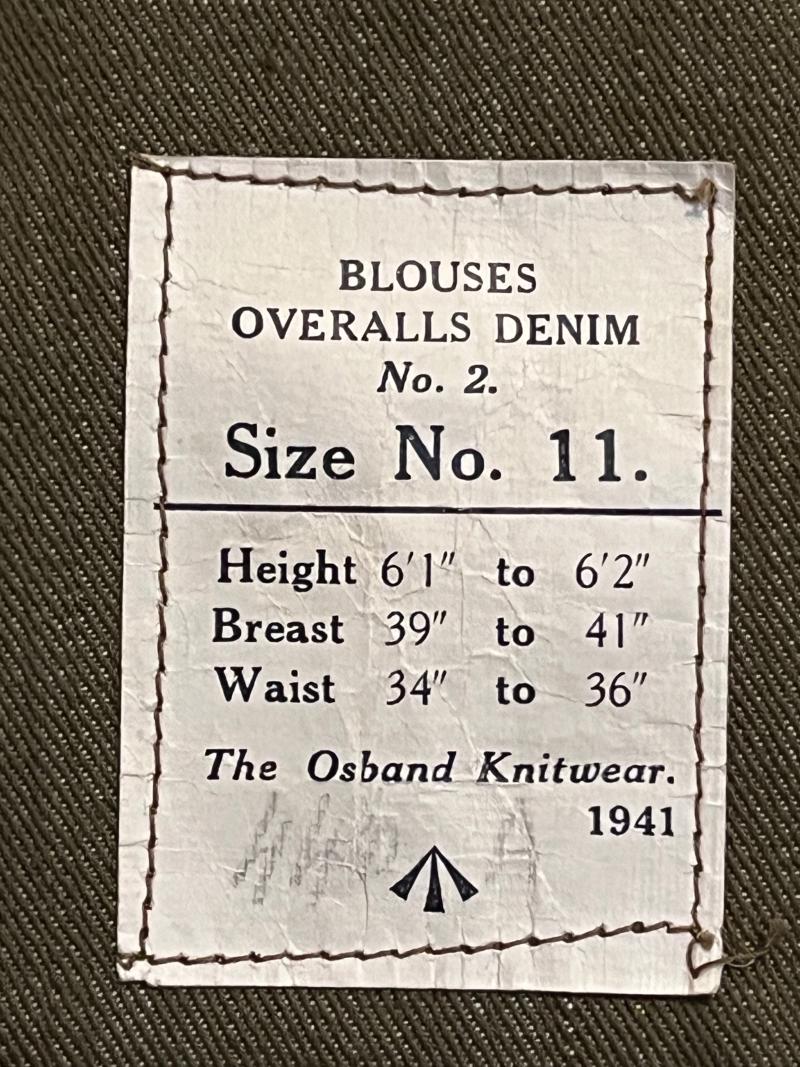 BLOUSES
OVERALLS DENIM
No. 2.
Size No. 11.
Height 6'1" to 6'2"
Breast 39" to 41"
Waist 34" to 36"
The Osband Knitwear.
1941